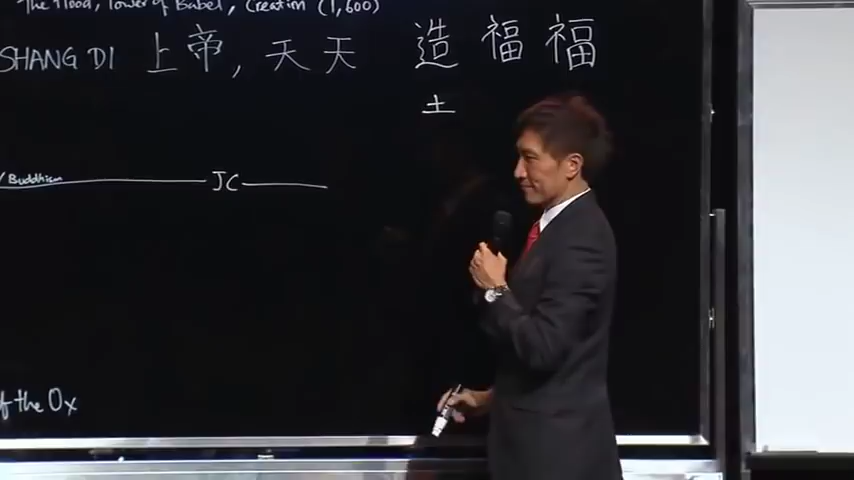 The Flood, Tower of Babel, Creation (1,600)
SHANG DI 上帝, 天天 造福福
土
/ Buddhism JC
of the Ox